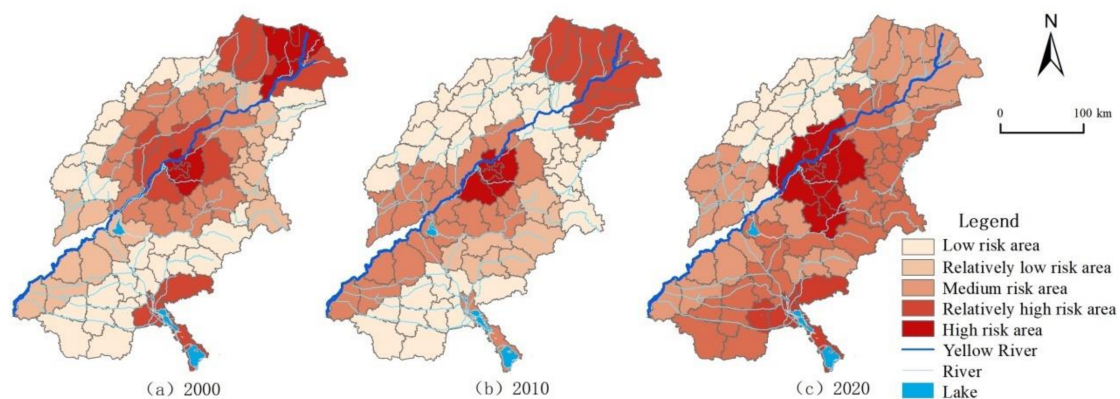 N
0 100 km
Legend
Low risk area
Relatively low risk area
Medium risk area
Relatively high risk area
High risk area
Yellow River
River
Lake
(a) 2000 (b) 2010 (c) 2020